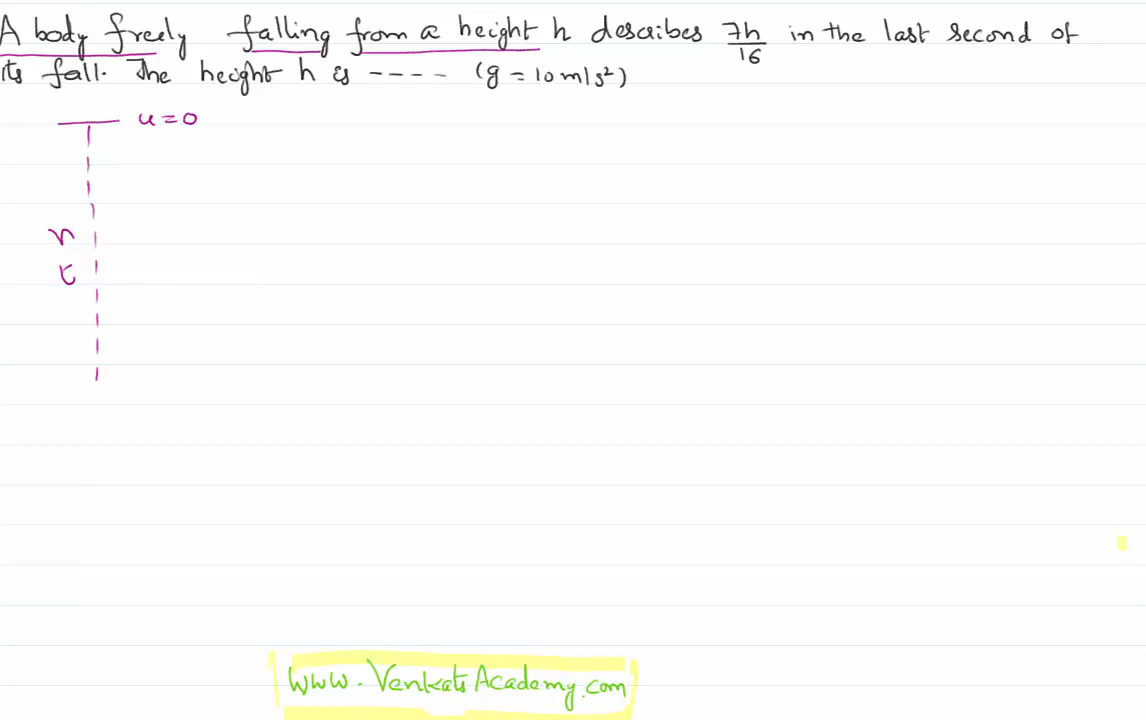 A body freely falling from a height h describes 7h/16 in the last second of
its fall. The height h is ---- (g = 10 m/s²)
u = 0
h
t
www.VenkatsAcademy.com